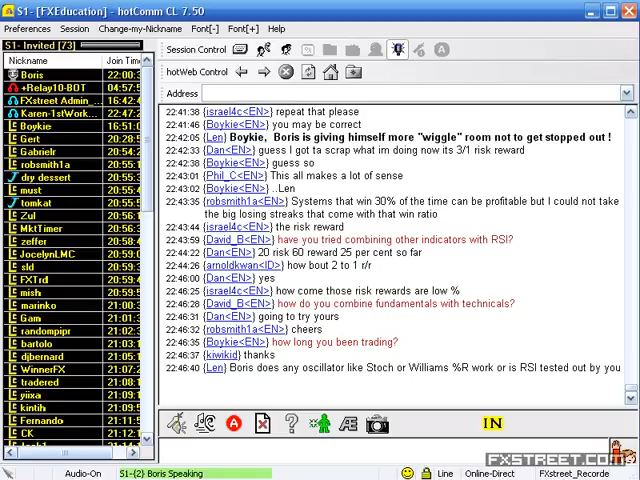 S1- [FXEducation] - hotComm CL 7.50
Preferences Session Change-my-Nickname Font[-] Font[+] Help
S1- Invited [73]
Session Control
Nickname Join Time
hotWeb Control
Address
Boris 22:00:3
+Relay10-BOT 04:57:5
FXstreet Admin_... 16:42:4
Karen-1stWork... 22:47:2
Boykie 16:51:0
Gert 20:28:5
Gabrielr 20:55:3
robsmith1a 20:55:3
dry dessert 20:55:3
must 20:55:3
tomkat 20:55:3
Zul 20:56:1
MktTimer 20:56:3
zeffer 20:58:4
JocelynLMC 20:59:3
sld 20:59:3
FXTrd 20:59:3
mish 20:59:3
marinko 21:00:3
Gam 21:01:3
randompipr 21:02:3
bartolo 21:03:1
djbernard 21:05:1
WinnerFX 21:07:1
tradered 21:08:1
yiixa 21:09:1
kintih 21:09:1
Fernando 21:11:5
CK 21:12:1
22:41:38 {israel4c<EN>} repeat that please
22:41:46 {Boykie<EN>} you may be correct
22:42:05 {Len} Boykie, Boris is giving himself more "wiggle" room not to get stopped out !
22:42:33 {Dan<EN>} guess I got ta scrap what im doing now its 3/1 risk reward
22:42:38 {Boykie<EN>} guess so
22:43:01 {Phil_C<EN>} This all makes a lot of sense
22:43:02 {Boykie<EN>} ..Len
22:43:35 {robsmith1a<EN>} Systems that win 30% of the time can be profitable but I could not take
the big losing streaks that come with that win ratio
22:43:44 {israel4c<EN>} the risk reward
22:43:59 {David_B<EN>} have you tried combining other indicators with RSI?
22:44:22 {Dan<EN>} 20 risk 60 reward 25 per cent so far
22:44:26 {arnoldkwan<ID>} how bout 2 to 1 r/r
22:46:00 {Dan<EN>} yes
22:46:25 {israel4c<EN>} how come those risk rewards are low %
22:46:28 {David_B<EN>} how do you combine fundamentals with technicals?
22:46:31 {Dan<EN>} going to try yours
22:46:32 {robsmith1a<EN>} cheers
22:46:35 {Boykie<EN>} how long you been trading?
22:46:37 {kiwikid} thanks
22:46:40 {Len} Boris does any oscillator like Stoch or Williams %R work or is RSI tested out by you
IN
FXSTREET.COM
Audio-On S1-{2} Boris Speaking Line Online-Direct FXstreet_Recorde